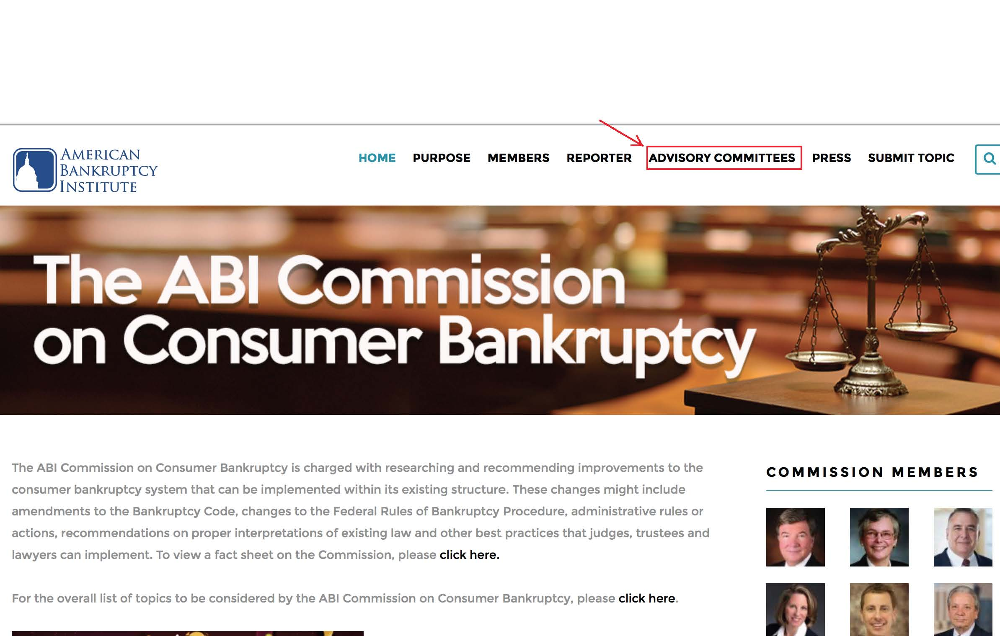 AMERICAN
BANKRUPTCY
INSTITUTE
HOME PURPOSE MEMBERS REPORTER ADVISORY COMMITTEES PRESS SUBMIT TOPIC
The ABI Commission
on Consumer Bankruptcy
The ABI Commission on Consumer Bankruptcy is charged with researching and recommending improvements to the
consumer bankruptcy system that can be implemented within its existing structure. These changes might include
amendments to the Bankruptcy Code, changes to the Federal Rules of Bankruptcy Procedure, administrative rules or
actions, recommendations on proper interpretations of existing law and other best practices that judges, trustees and
lawyers can implement. To view a fact sheet on the Commission, please click here.
For the overall list of topics to be considered by the ABI Commission on Consumer Bankruptcy, please click here.
COMMISSION MEMBERS